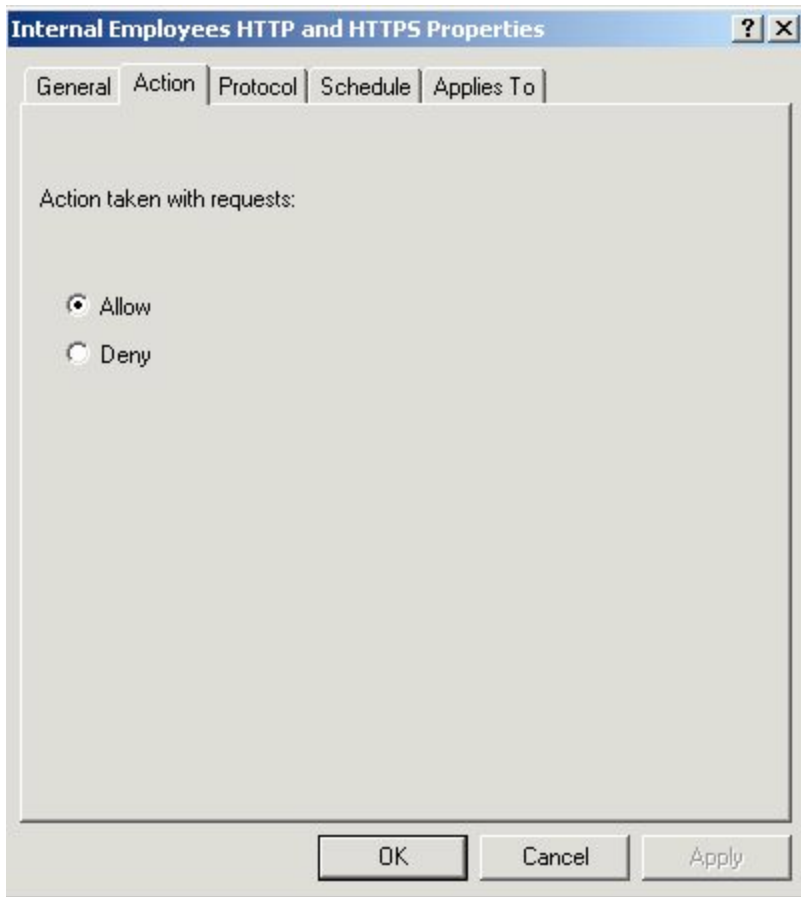 Internal Employees HTTP and HTTPS Properties ? X
General Action Protocol Schedule Applies To
Action taken with requests:
Allow
Deny
OK Cancel Apply